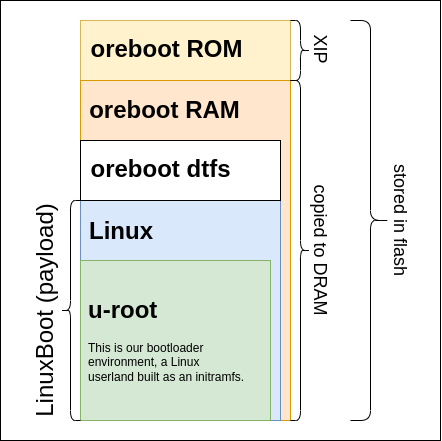 oreboot ROM
oreboot RAM
oreboot dtfs
Linux
u-root
This is our bootloader
environment, a Linux
userland built as an initramfs.
LinuxBoot (payload)
XIP
copied to DRAM
stored in flash